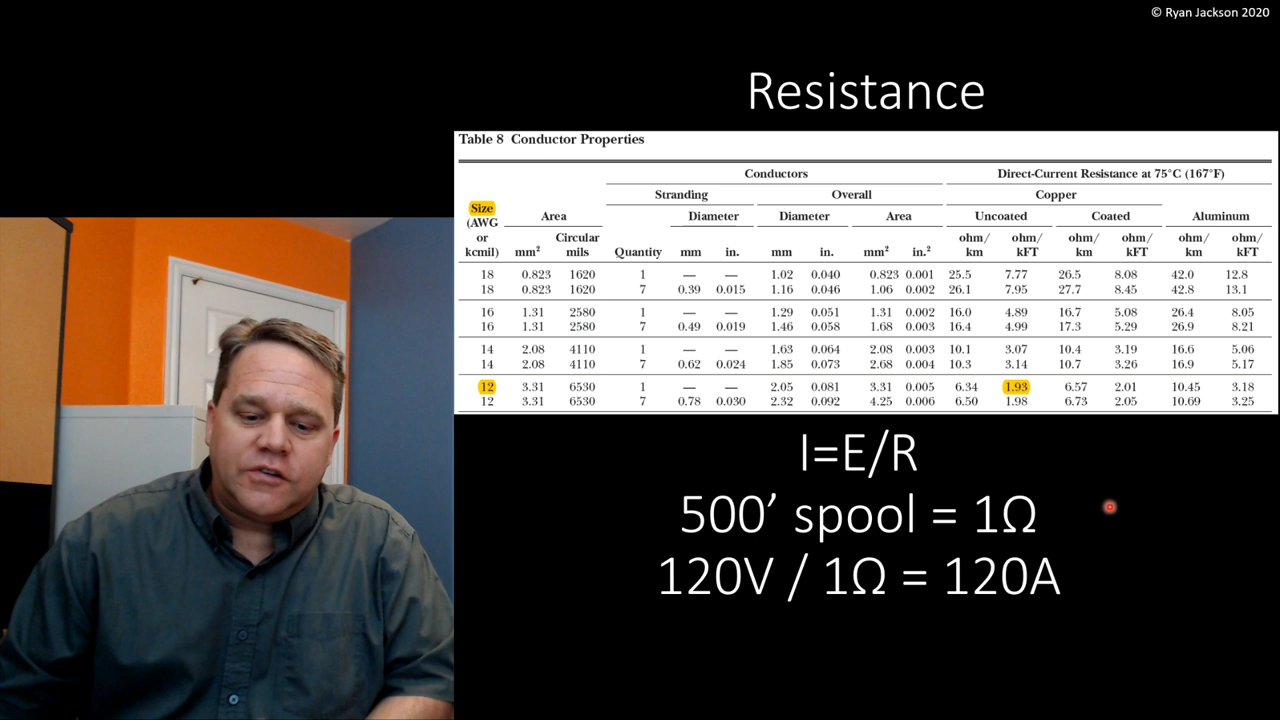 © Ryan Jackson 2020
Resistance
Table 8 Conductor Properties
Conductors Direct-Current Resistance at 75°C (167°F)
Stranding Overall Copper
Size (AWG or kcmil) Area Diameter Diameter Area Uncoated Coated Aluminum
mm² Circular mils Quantity mm in. mm in. mm² in.² ohm/km ohm/kFT ohm/km ohm/kFT ohm/km ohm/kFT
18 0.823 1620 1 — — 1.02 0.040 0.823 0.001 25.5 7.77 26.5 8.08 42.0 12.8
18 0.823 1620 7 0.39 0.015 1.16 0.046 1.06 0.002 26.1 7.95 27.7 8.45 42.8 13.1
16 1.31 2580 1 — — 1.29 0.051 1.31 0.002 16.0 4.89 16.7 5.08 26.4 8.05
16 1.31 2580 7 0.49 0.019 1.46 0.058 1.68 0.003 16.4 4.99 17.3 5.29 26.9 8.21
14 2.08 4110 1 — — 1.63 0.064 2.08 0.003 10.1 3.07 10.4 3.19 16.6 5.06
14 2.08 4110 7 0.62 0.024 1.85 0.073 2.68 0.004 10.3 3.14 10.7 3.26 16.9 5.17
12 3.31 6530 1 — — 2.05 0.081 3.31 0.005 6.34 1.93 6.57 2.01 10.45 3.18
12 3.31 6530 7 0.78 0.030 2.32 0.092 4.25 0.006 6.50 1.98 6.73 2.05 10.69 3.25
I=E/R
500’ spool = 1Ω
120V / 1Ω = 120A